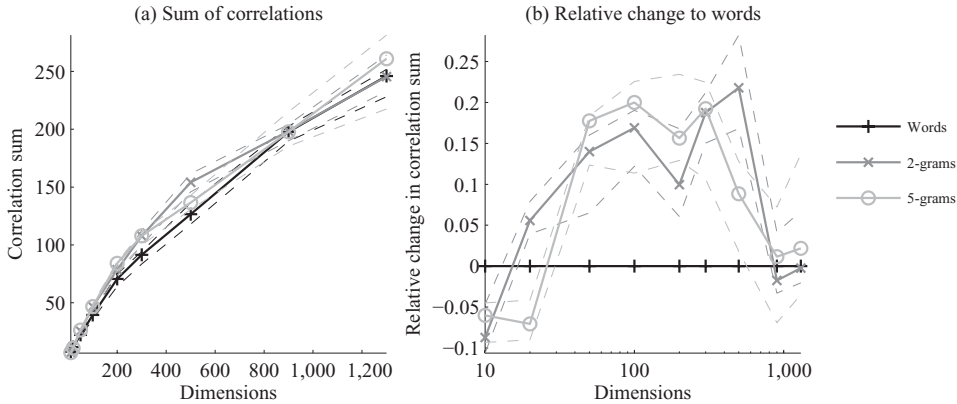 (a) Sum of correlations
(b) Relative change to words
Correlation sum
250
200
150
100
50
200 400 600 800 1,000 1,200
Dimensions
Relative change in correlation sum
0.25
0.2
0.15
0.1
0.05
0
−0.05
−0.1
10 100 1,000
Dimensions
Words
2-grams
5-grams